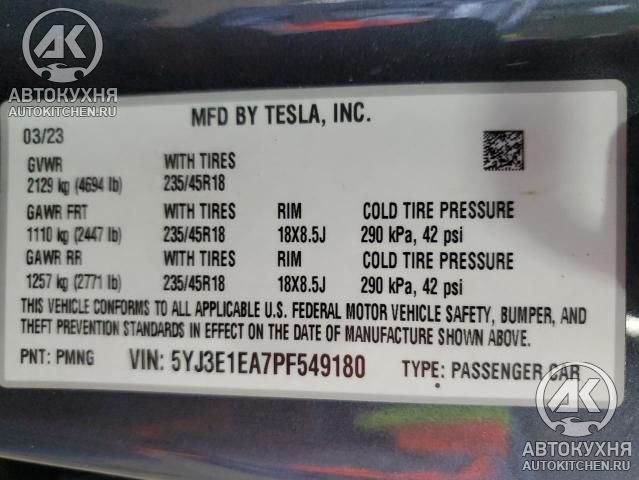 АК
АВТОКУХНЯ
AUTOKITCHEN.RU
MFD BY TESLA, INC.
03/23
GVWR WITH TIRES
2129 kg (4694 lb) 235/45R18
GAWR FRT WITH TIRES RIM COLD TIRE PRESSURE
1110 kg (2447 lb) 235/45R18 18X8.5J 290 kPa, 42 psi
GAWR RR WITH TIRES RIM COLD TIRE PRESSURE
1257 kg (2771 lb) 235/45R18 18X8.5J 290 kPa, 42 psi
THIS VEHICLE CONFORMS TO ALL APPLICABLE U.S. FEDERAL MOTOR VEHICLE SAFETY, BUMPER, AND
THEFT PREVENTION STANDARDS IN EFFECT ON THE DATE OF MANUFACTURE SHOWN ABOVE.
PNT: PMNG VIN: 5YJ3E1EA7PF549180 TYPE: PASSENGER CAR
АК
АВТОКУХНЯ
AUTOKITCHEN.RU